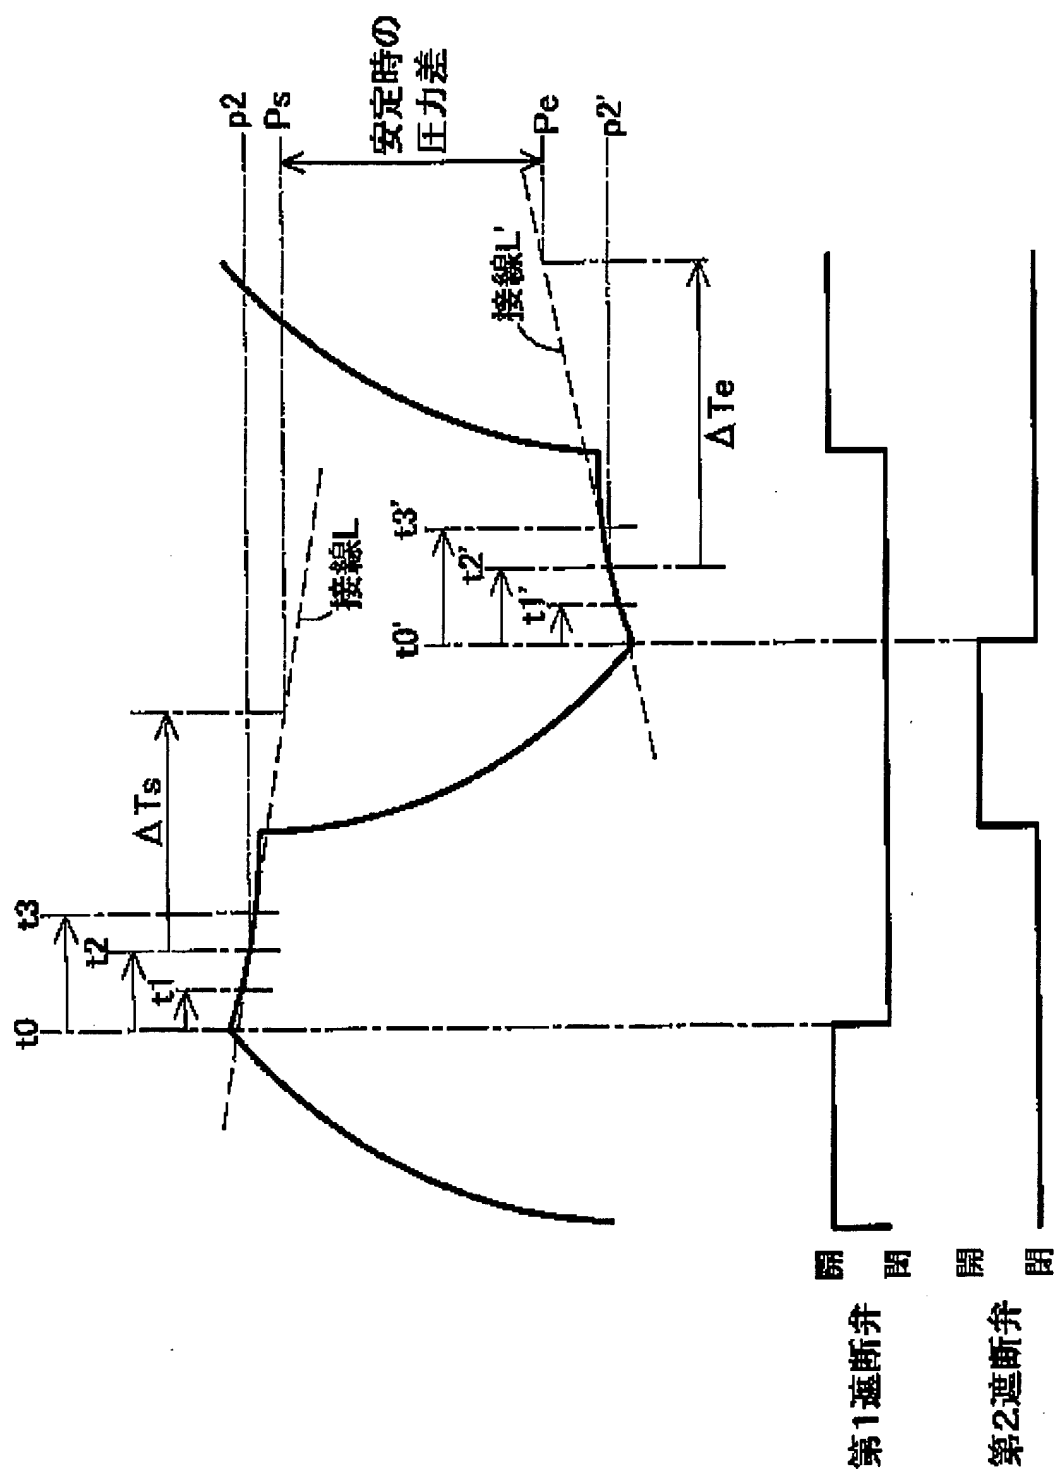 t0
t3
t2
t1
ΔTs
p2
Ps
安定時の
圧力差
Pe
p2'
接線L
接線L'
t0'
t3'
t2'
t1'
ΔTe
第1遮断弁
開
閉
第2遮断弁
開
閉